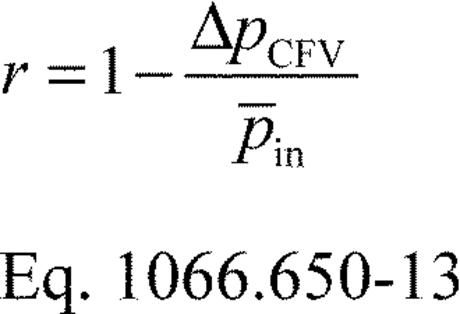 r = 1 − Δp_CFV / p̅_in
Eq. 1066.650-13